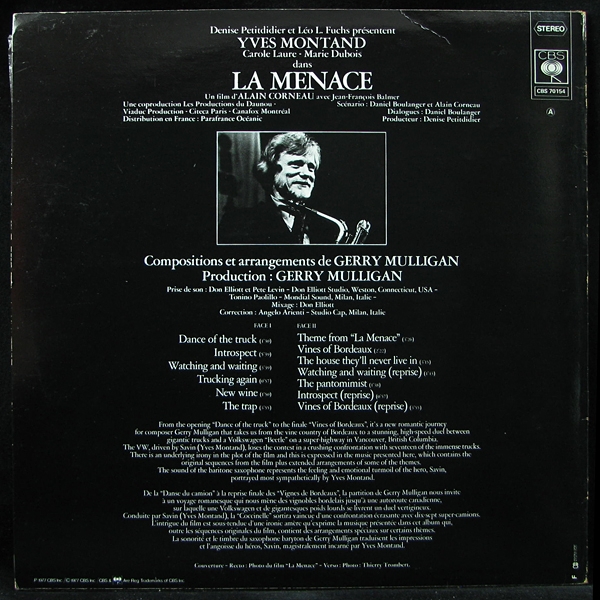 Denise Petitdidier et Léo L. Fuchs présentent
YVES MONTAND
Carole Laure - Marie Dubois
dans
LA MENACE
Un film d'ALAIN CORNEAU avec Jean-François Balmer
Une coproduction Les Productions du Daunou -
Viaduc Production - Citeca Paris - Canafox Montréal
Distribution en France : Parafrance Océanic
Scénario : Daniel Boulanger et Alain Corneau
Dialogues : Daniel Boulanger
Producteur : Denise Petitdidier
STEREO
CBS
CBS 70154
A
Compositions et arrangements de GERRY MULLIGAN
Production : GERRY MULLIGAN
Prise de son : Don Elliott et Pete Levin - Don Elliott Studio, Weston, Connecticut, USA -
Tonino Paolillo - Mondial Sound, Milan, Italie -
Mixage : Don Elliott
Correction : Angelo Arienti - Studio Cap, Milan, Italie
FACE I
Dance of the truck
Introspect
Watching and waiting
Trucking again
New wine
The trap
FACE II
Theme from "La Menace"
Vines of Bordeaux
The house they'll never live in
Watching and waiting (reprise)
The pantomimist
Introspect (reprise)
Vines of Bordeaux (reprise)
From the opening "Dance of the truck" to the finale "Vines of Bordeaux", it's a new romantic journey
for composer Gerry Mulligan that takes us from the vine country of Bordeaux to a stunning, high-speed duel between
gigantic trucks and a Volkswagen "Beetle" on a super-highway in Vancouver, British Columbia.
The VW, driven by Savin (Yves Montand), loses the contest in a crushing confrontation with seventeen of the immense trucks.
There is an underlying irony in the plot of the film and this is expressed in the music presented here, which contains the
original sequences from the film plus extended arrangements of some of the themes.
The sound of the baritone saxophone represents the feeling and emotional turmoil of the hero, Savin,
portrayed most sympathetically by Yves Montand.
De la "Danse du camion" à la reprise finale des "Vignes de Bordeaux", la partition de Gerry Mulligan nous invite
à un voyage romanesque qui nous mène des vignobles bordelais jusqu'à une autoroute canadienne,
sur laquelle une Volkswagen et de gigantesques poids lourds se livrent un duel vertigineux.
Conduite par Savin (Yves Montand), la "Coccinelle" sortira vaincue d'une confrontation écrasante avec dix-sept super-camions.
L'intrigue du film est sous-tendue d'une ironie amère qu'exprime la musique présentée dans cet album qui,
outre les séquences originales du film, contient des arrangements spéciaux sur certains thèmes.
La sonorité et le timbre du saxophone baryton de Gerry Mulligan traduisent les impressions
et l'angoisse du héros, Savin, magistralement incarné par Yves Montand.
Couverture - Recto : Photo du film "La Menace" - Verso : Photo : Thierry Trombert.
℗ 1977 CBS Inc. / © 1977 CBS Inc. / CBS & Are Reg. Trademarks of CBS Inc.